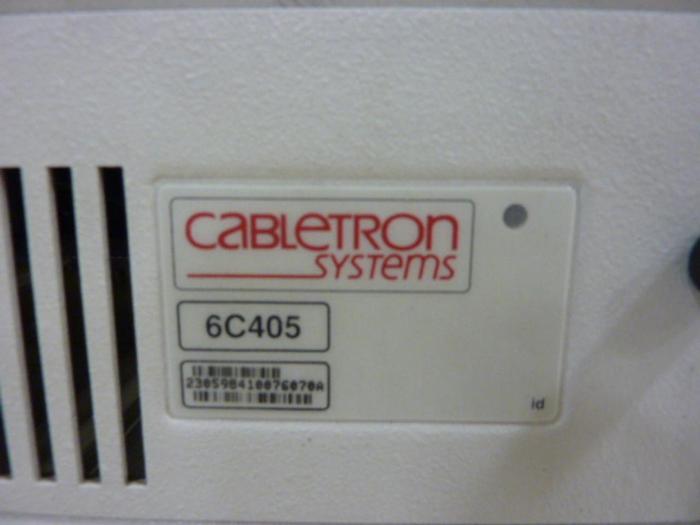 CABLETRON
SYSTEMS
6C405
230598410076070A
id